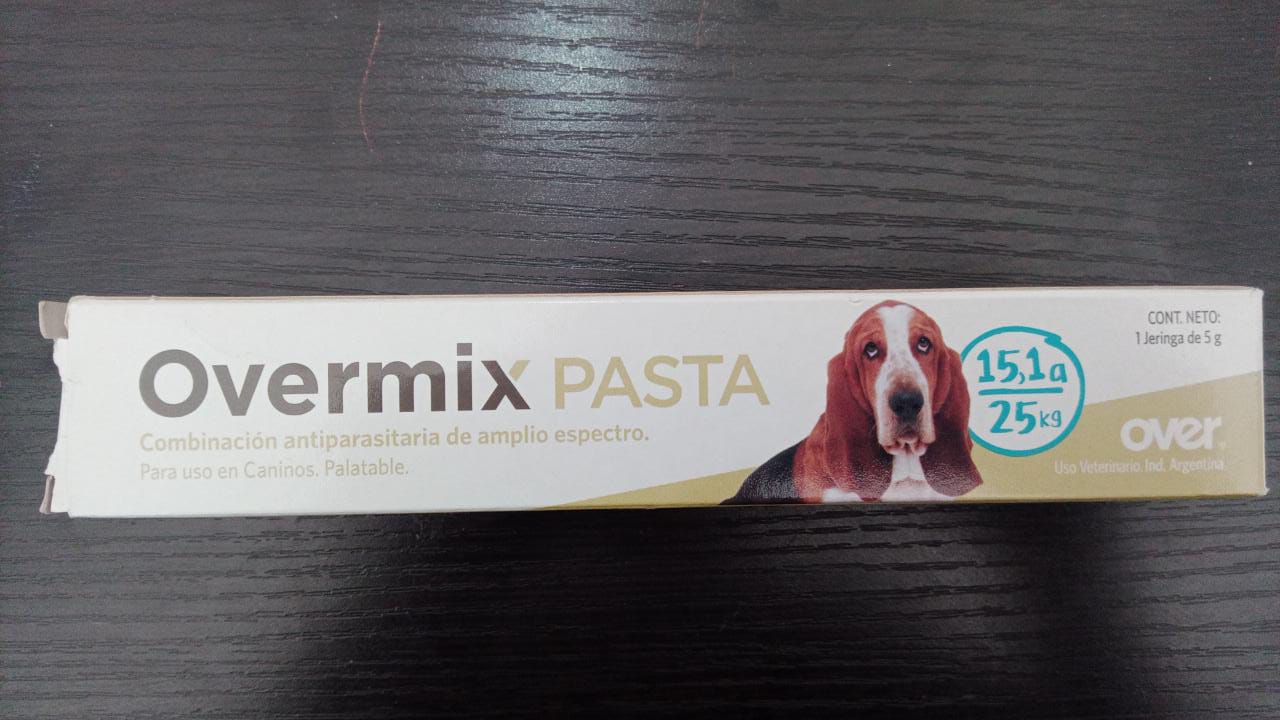 Overmix PASTA
Combinación antiparasitaria de amplio espectro.
Para uso en Caninos. Palatable.
15,1 a
25 kg
CONT. NETO:
1 Jeringa de 5 g
over
Uso Veterinario. Ind. Argentina